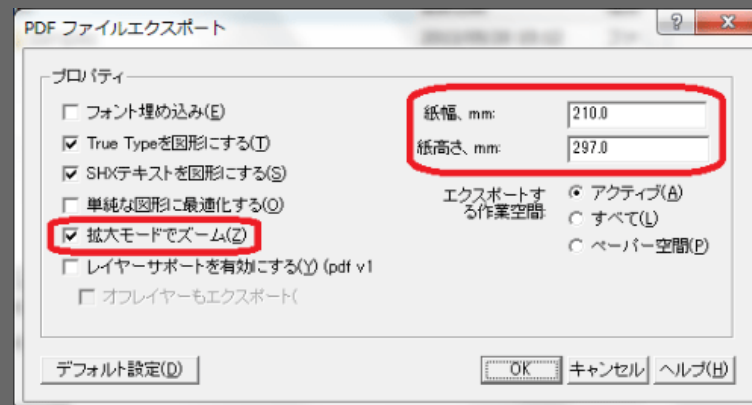 PDF ファイルエクスポート
プロパティ
フォント埋め込み(E)
True Typeを図形にする(T)
SHXテキストを図形にする(S)
単純な図形に最適化する(O)
拡大モードでズーム(Z)
レイヤーサポートを有効にする(Y) (pdf v1
オフレイヤーもエクスポート(
紙幅、mm:
210.0
紙高さ、mm:
297.0
エクスポートす
る作業空間:
アクティブ(A)
すべて(L)
ペーパー空間(P)
デフォルト設定(D)
OK
キャンセル
ヘルプ(H)